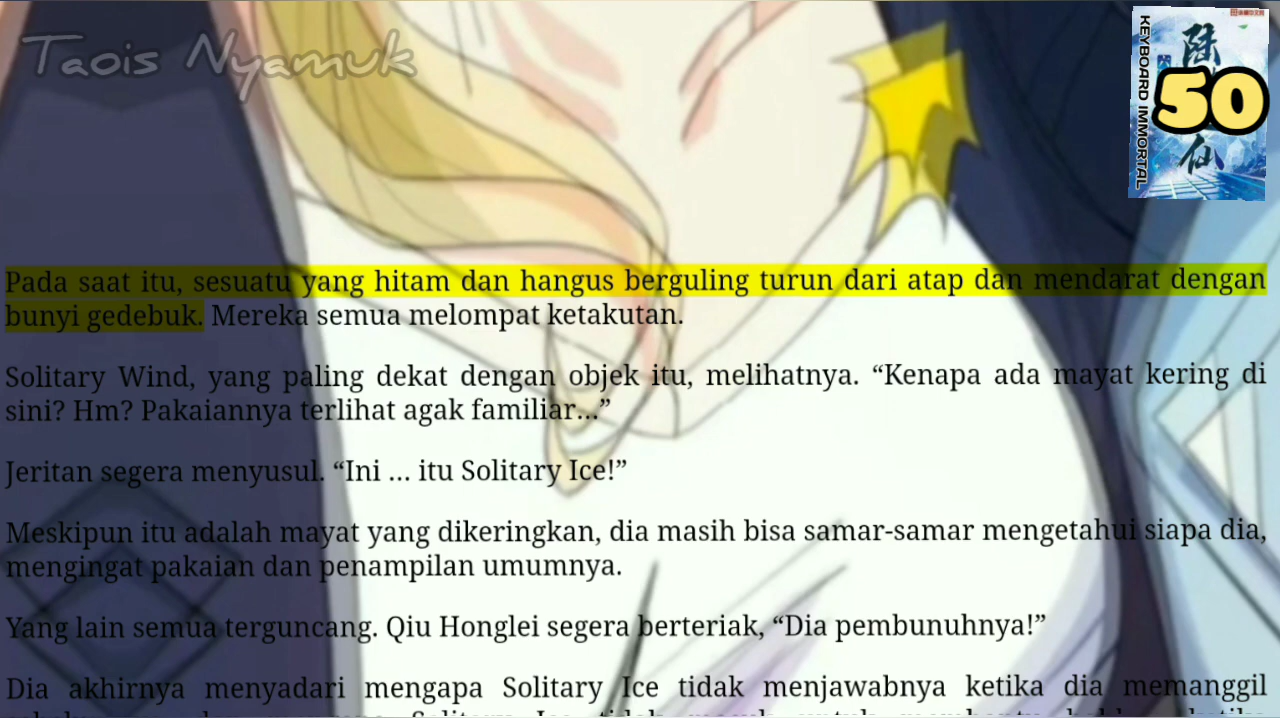 Taois Nyamuk
KEYBOARD IMMORTAL
陆
仙
50
Pada saat itu, sesuatu yang hitam dan hangus berguling turun dari atap dan mendarat dengan
bunyi gedebuk. Mereka semua melompat ketakutan.
Solitary Wind, yang paling dekat dengan objek itu, melihatnya. “Kenapa ada mayat kering di
sini? Hm? Pakaiannya terlihat agak familiar...”
Jeritan segera menyusul. “Ini ... itu Solitary Ice!”
Meskipun itu adalah mayat yang dikeringkan, dia masih bisa samar-samar mengetahui siapa dia,
mengingat pakaian dan penampilan umumnya.
Yang lain semua terguncang. Qiu Honglei segera berteriak, “Dia pembunuhnya!”
Dia akhirnya menyadari mengapa Solitary Ice tidak menjawabnya ketika dia memanggil